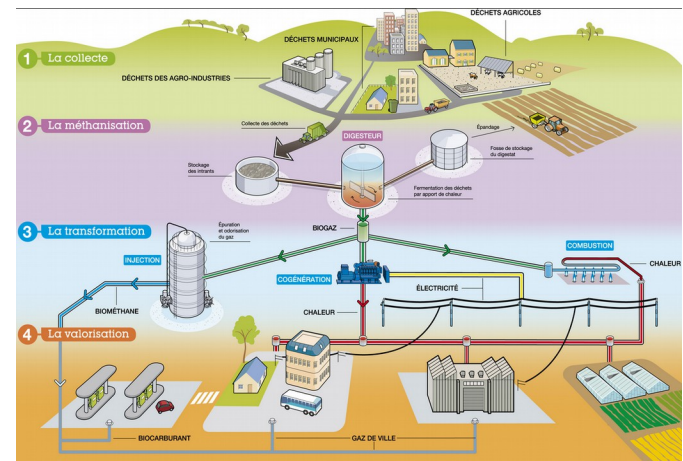 1 La collecte
DÉCHETS MUNICIPAUX
DÉCHETS AGRICOLES
DÉCHETS DES AGRO-INDUSTRIES
2 La méthanisation
Collecte des déchets
DIGESTEUR
Épandage
Stockage
des intrants
Fosse de stockage
du digestat
Fermentation des déchets
par apport de chaleur
3 La transformation
Épuration
et odorisation
du gaz
BIOGAZ
INJECTION
COGÉNÉRATION
COMBUSTION
CHALEUR
ÉLECTRICITÉ
BIOMÉTHANE
CHALEUR
4 La valorisation
BIOCARBURANT
GAZ DE VILLE